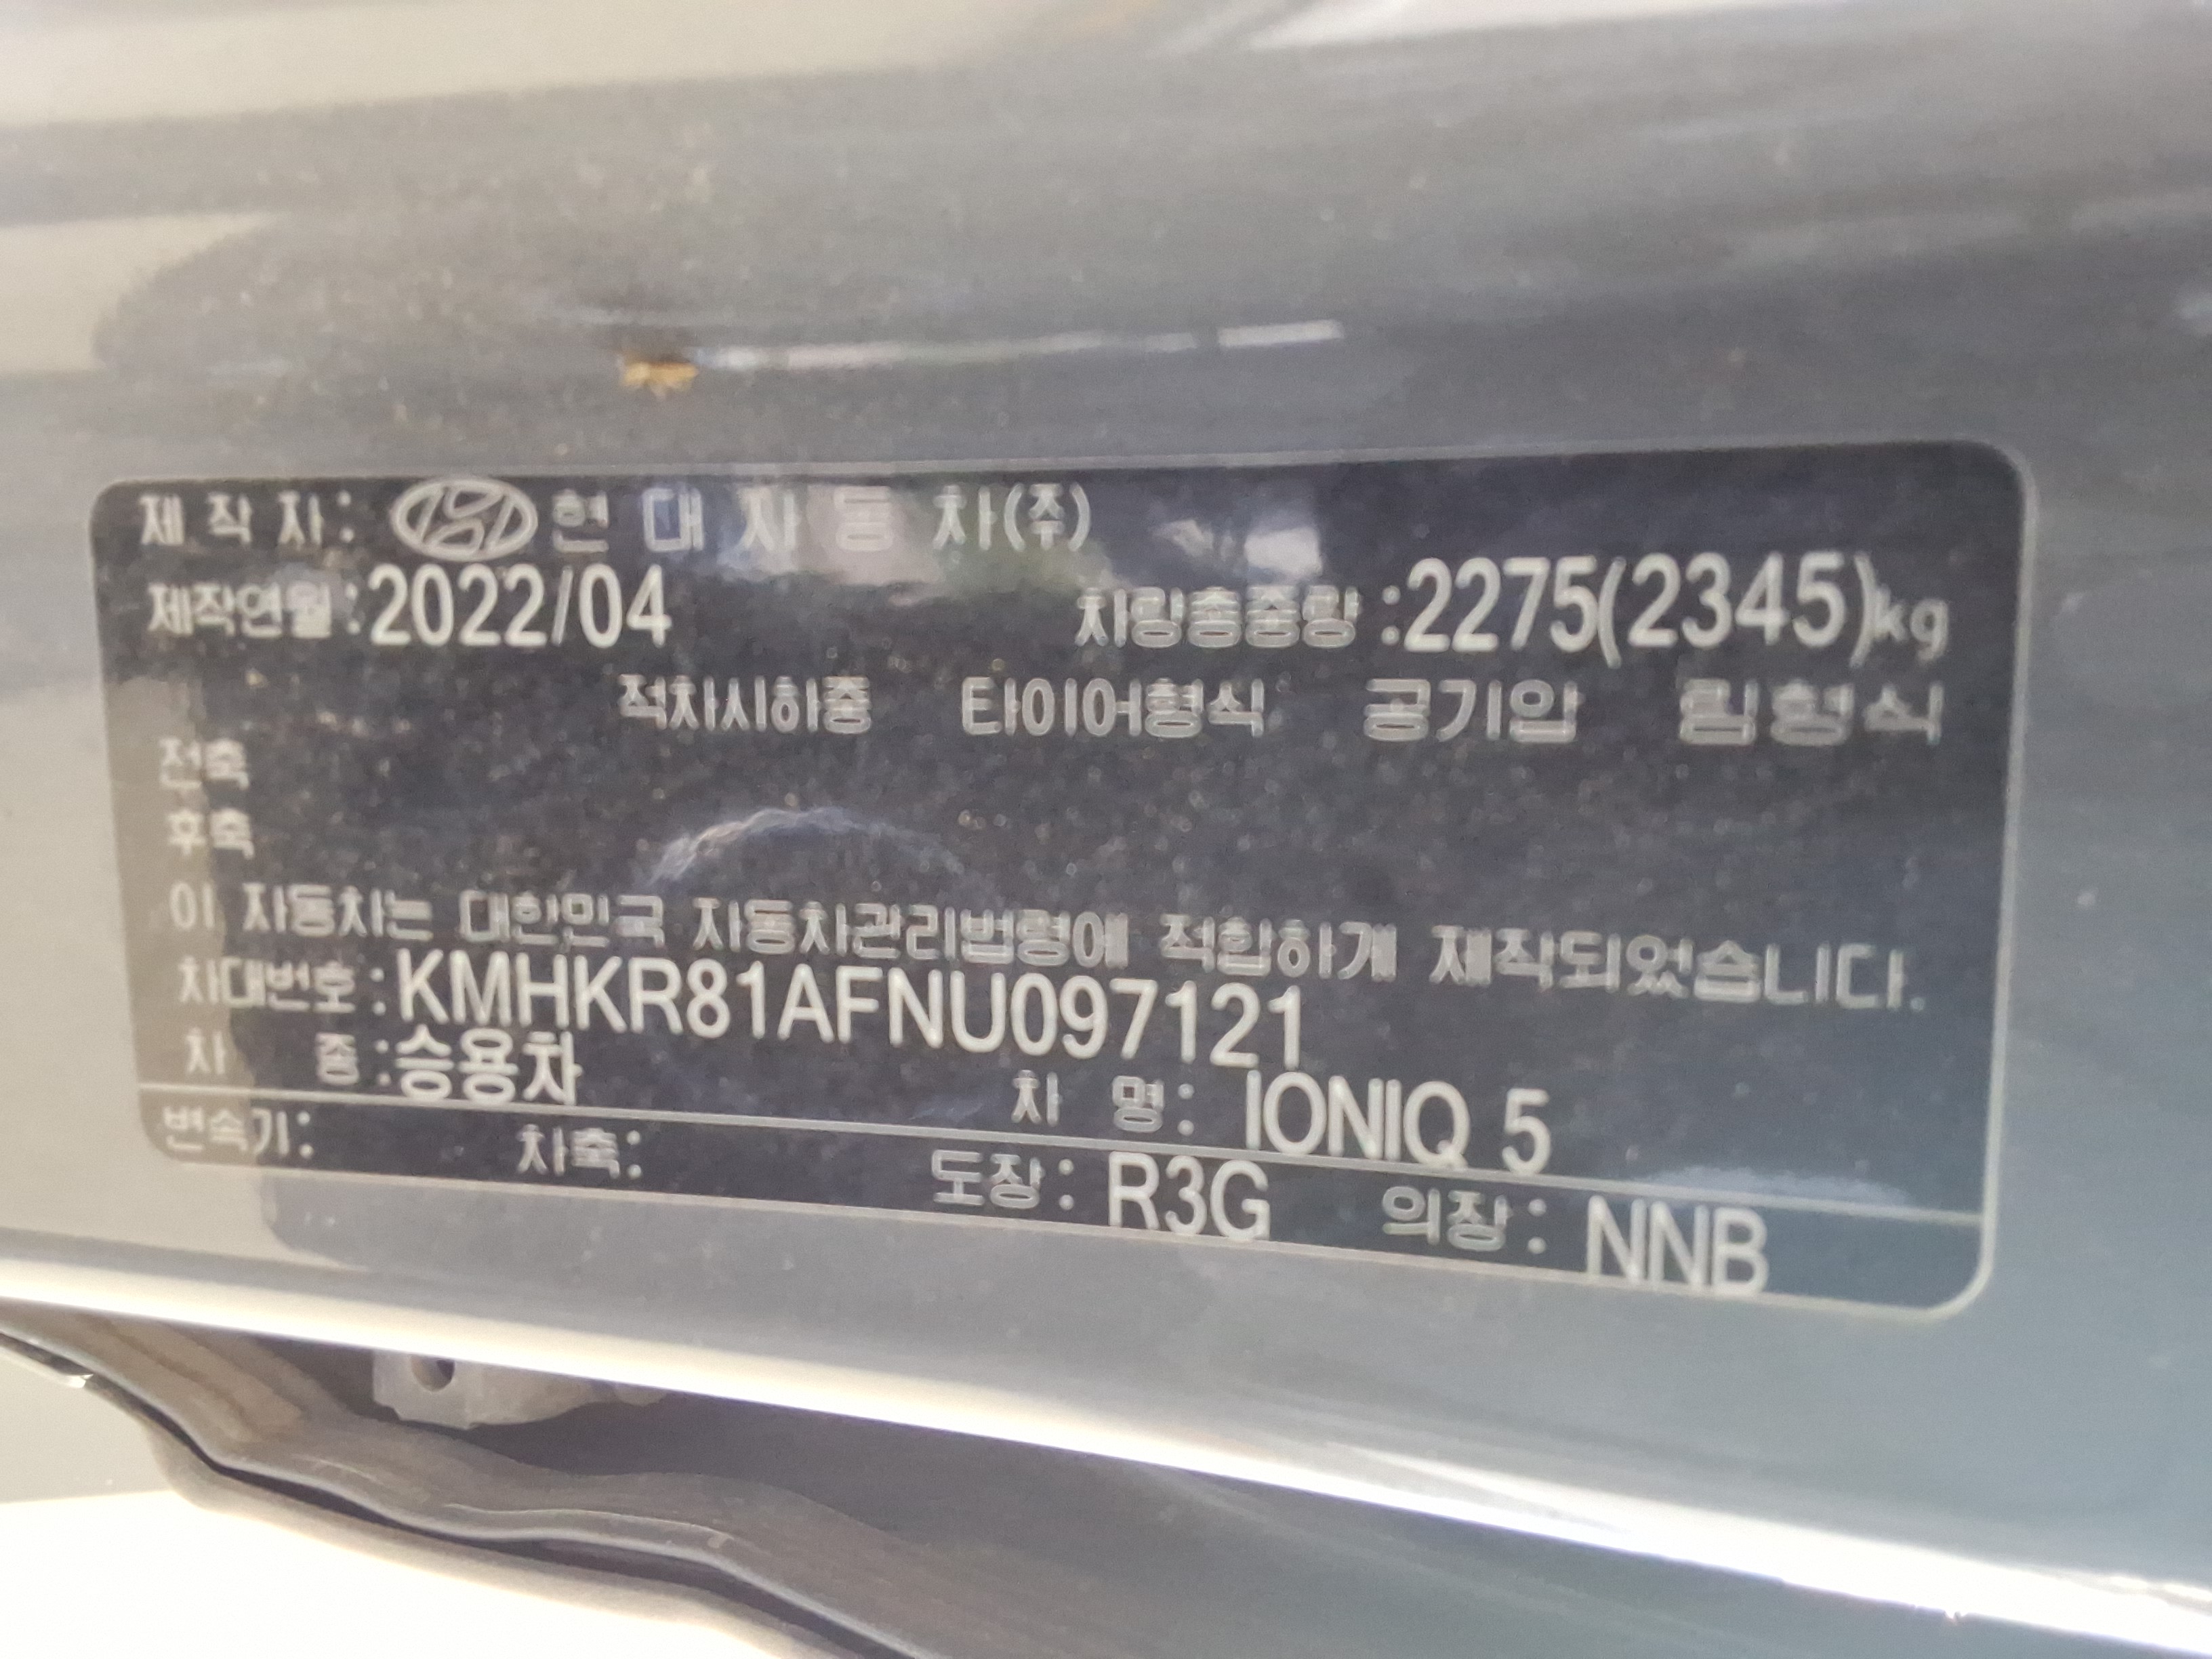 제 작 자: 현 대 자 동 차(주)
제작연월:2022/04 차량총중량:2275(2345)kg
적차시하중 타이어형식 공기압 림형식
전축
후축
이 자동차는 대한민국 자동차관리법령에 적합하게 제작되었습니다.
차대번호:KMHKR81AFNU097121
차 종:승용차 차 명: IONIQ 5
변속기: 차축: 도장: R3G 의장: NNB